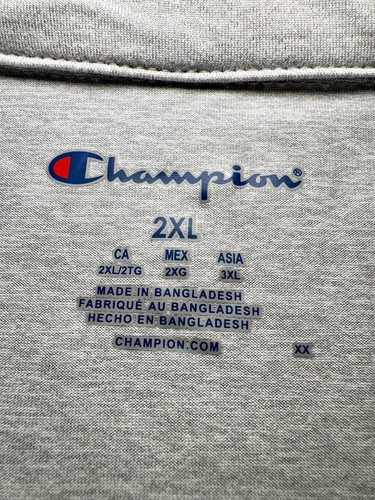 Champion®
2XL
CA MEX ASIA
2XL/2TG 2XG 3XL
MADE IN BANGLADESH
FABRIQUÉ AU BANGLADESH
HECHO EN BANGLADESH
CHAMPION.COM XX